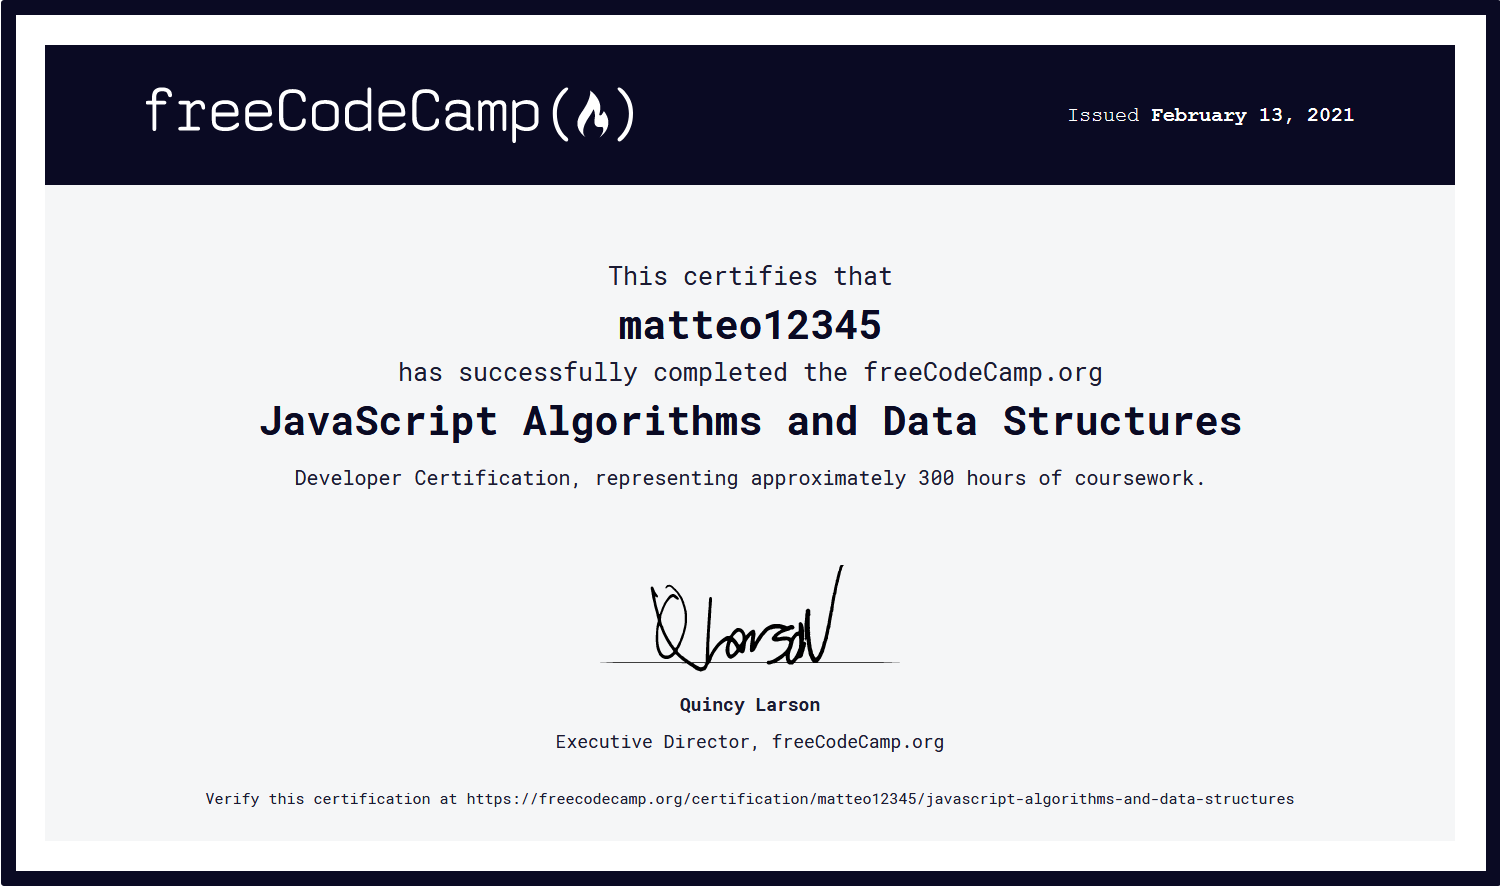 freeCodeCamp(🔥)
Issued February 13, 2021
This certifies that
matteo12345
has successfully completed the freeCodeCamp.org
JavaScript Algorithms and Data Structures
Developer Certification, representing approximately 300 hours of coursework.
Q Larson
Quincy Larson
Executive Director, freeCodeCamp.org
Verify this certification at https://freecodecamp.org/certification/matteo12345/javascript-algorithms-and-data-structures